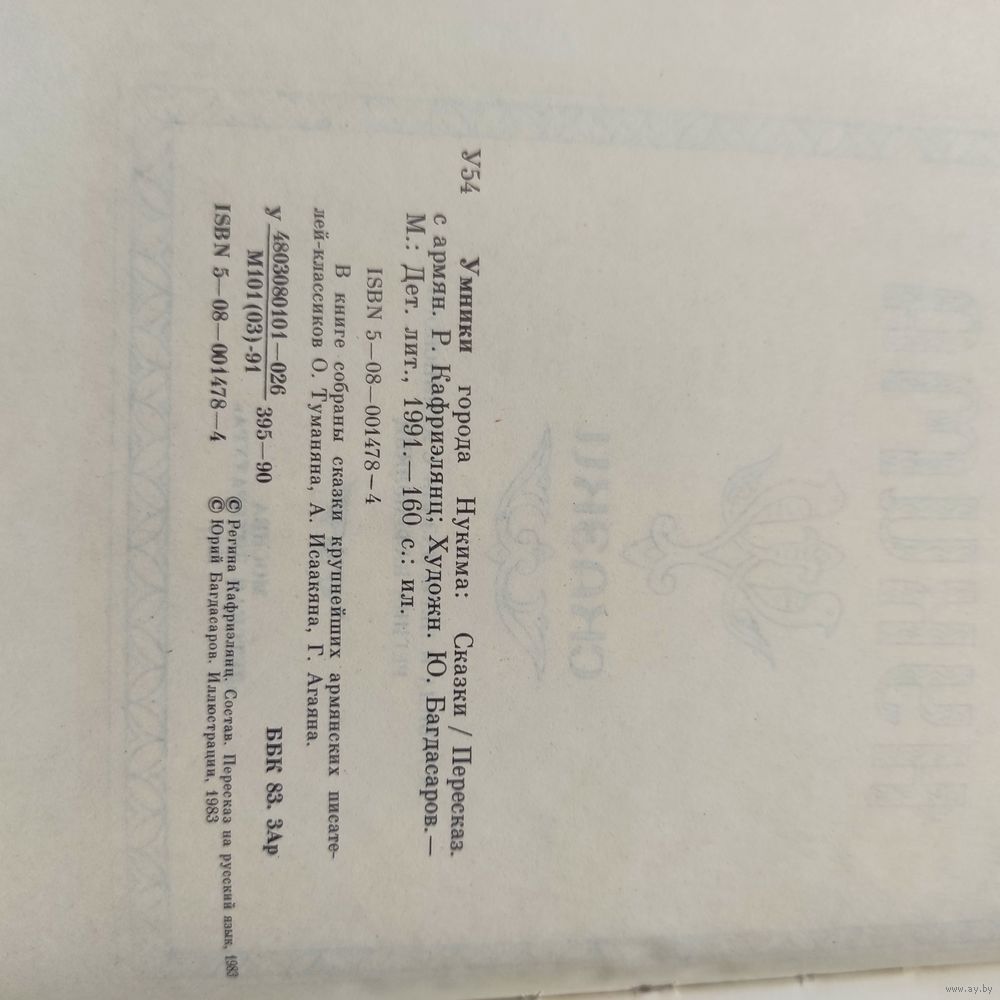 У54
Умники города Нукима: Сказки / Пересказ.
с армян. Р. Кафриэлянц; Художн. Ю. Багдасаров.—
М.: Дет. лит., 1991.—160 с.: ил.
ISBN 5—08—001478—4
В книге собраны сказки крупнейших армянских писате-
лей-классиков О. Туманяна, А. Исаакяна, Г. Агаяна.
У 4803080101—026
М101(03)-91
395—90
ББК 83. 3Ар
ISBN 5—08—001478—4
© Регина Кафриэлянц. Состав. Пересказ на русский язык, 1983
© Юрий Багдасаров. Иллюстрации, 1983
СКАЗКИ
www.ay.by